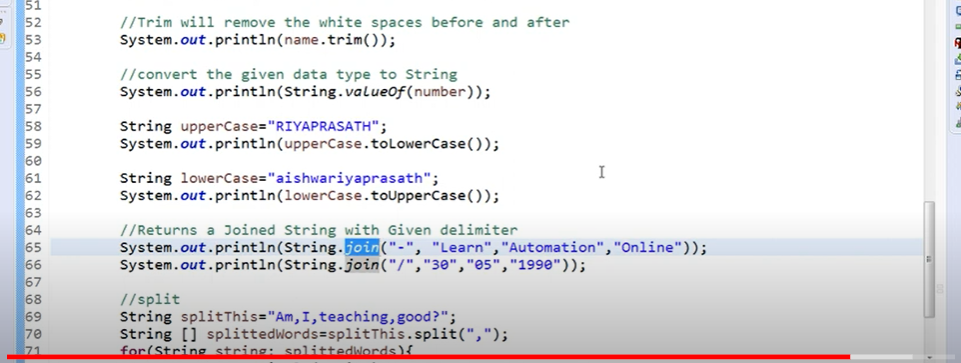 51
52 //Trim will remove the white spaces before and after
53 System.out.println(name.trim());
54
55 //convert the given data type to String
56 System.out.println(String.valueOf(number));
57
58 String upperCase="RIYAPRASATH";
59 System.out.println(upperCase.toLowerCase());
60
61 String lowerCase="aishwariyaprasath";
62 System.out.println(lowerCase.toUpperCase());
63
64 //Returns a Joined String with Given delimiter
65 System.out.println(String.join("-", "Learn","Automation","Online"));
66 System.out.println(String.join("/","30","05","1990"));
67
68 //split
69 String splitThis="Am,I,teaching,good?";
70 String [] splittedWords=splitThis.split(",");
71 for(String string: splittedWords){